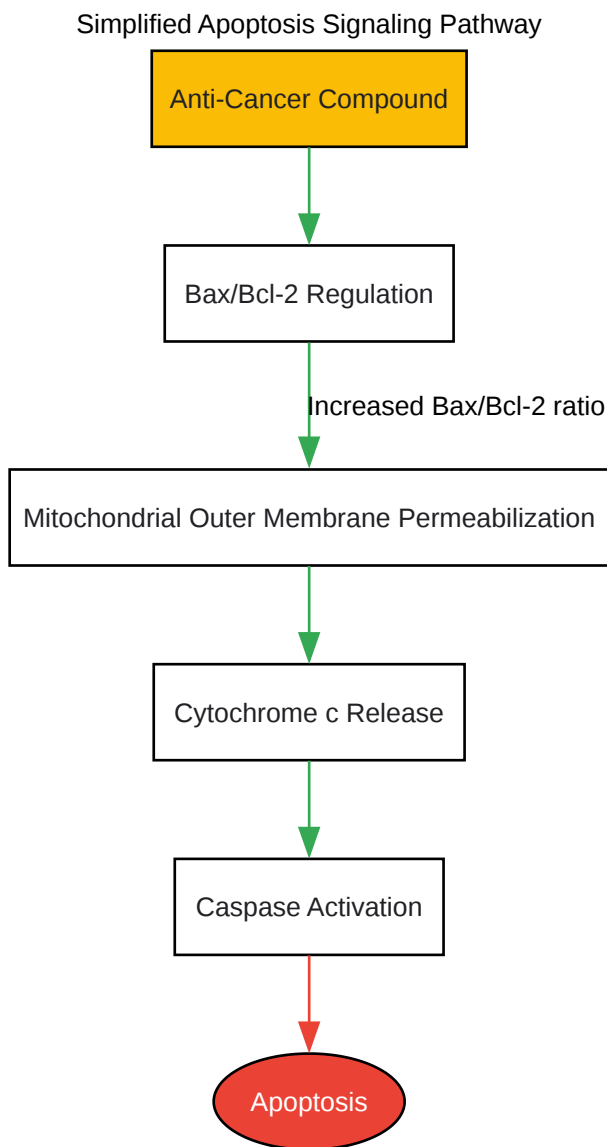 Simplified Apoptosis Signaling Pathway
Anti-Cancer Compound
Bax/Bcl-2 Regulation
Increased Bax/Bcl-2 ratio
Mitochondrial Outer Membrane Permeabilization
Cytochrome c Release
Caspase Activation
Apoptosis